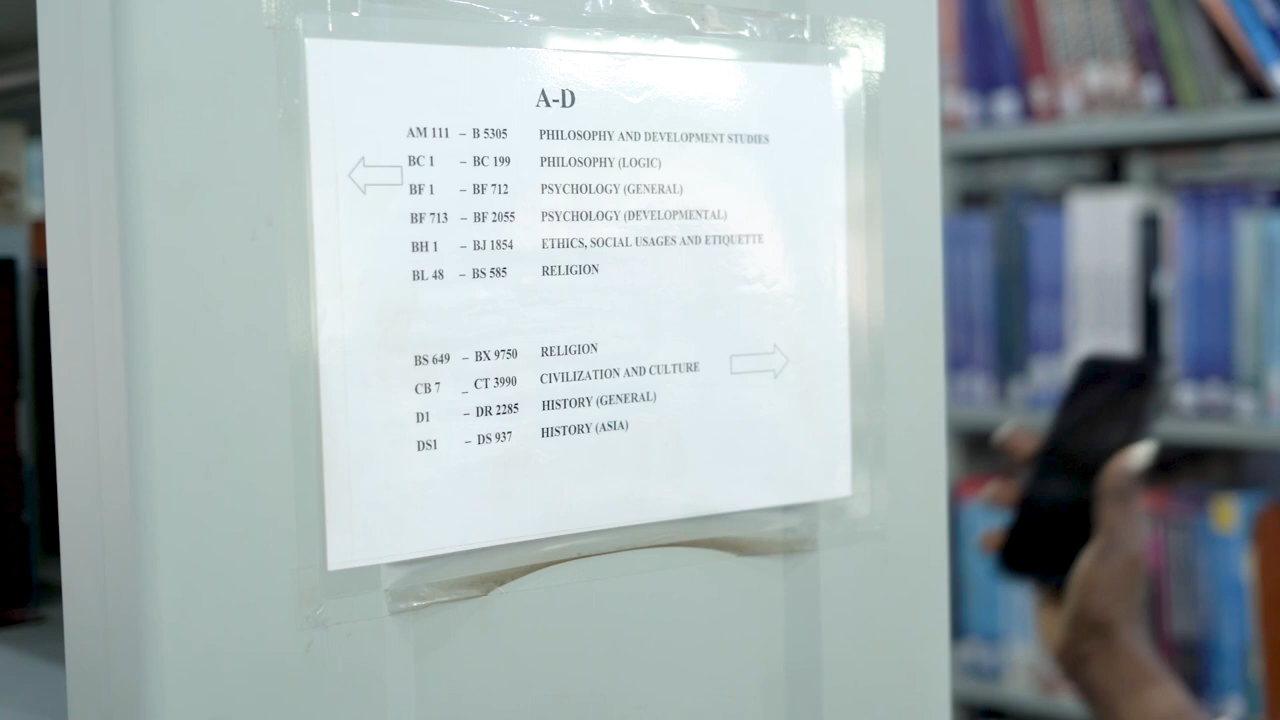 A-D
AM 111 – B 5305 PHILOSOPHY AND DEVELOPMENT STUDIES
BC 1 – BC 199 PHILOSOPHY (LOGIC)
BF 1 – BF 712 PSYCHOLOGY (GENERAL)
BF 713 – BF 2055 PSYCHOLOGY (DEVELOPMENTAL)
BH 1 – BJ 1854 ETHICS, SOCIAL USAGES AND ETIQUETTE
BL 48 – BS 585 RELIGION
BS 649 – BX 9750 RELIGION
CB 7 _ CT 3990 CIVILIZATION AND CULTURE
D1 – DR 2285 HISTORY (GENERAL)
DS1 – DS 937 HISTORY (ASIA)